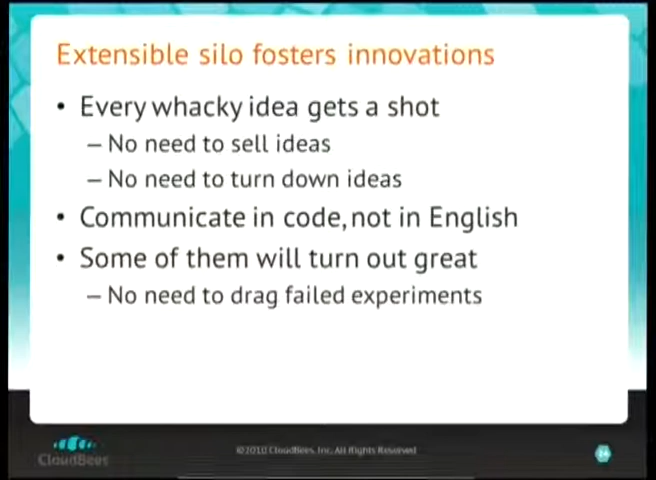 Extensible silo fosters innovations
• Every whacky idea gets a shot
– No need to sell ideas
– No need to turn down ideas
• Communicate in code, not in English
• Some of them will turn out great
– No need to drag failed experiments
CloudBees
©2010 CloudBees, Inc. All Rights Reserved